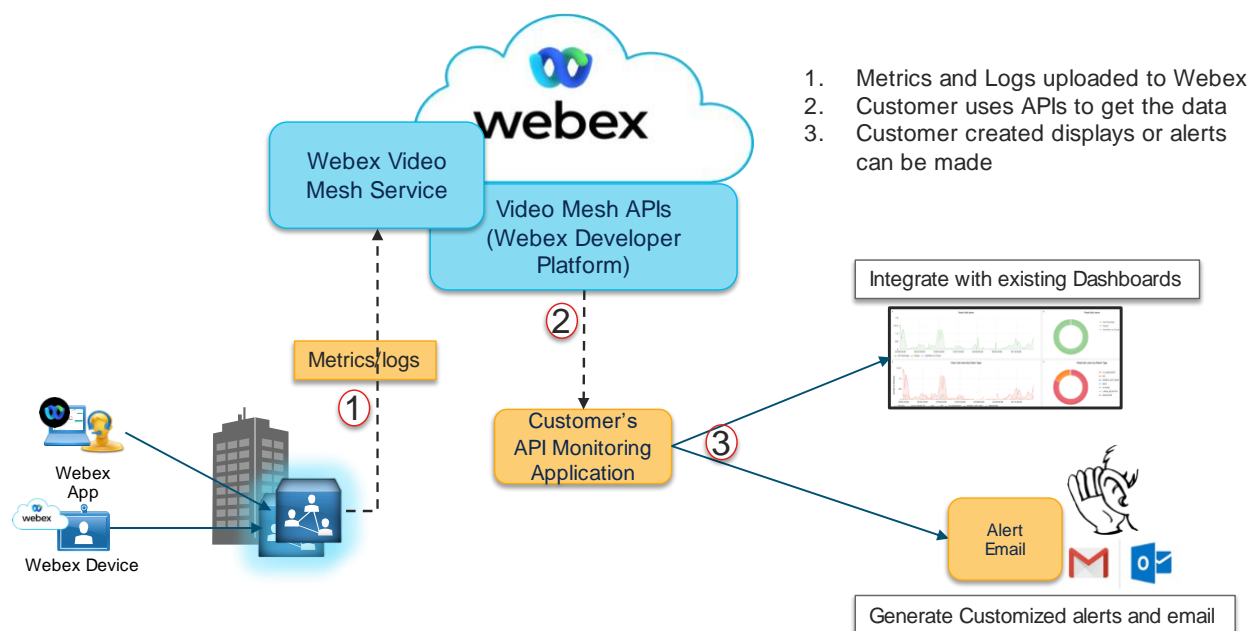 webex
Webex Video
Mesh Service
Video Mesh APIs
(Webex Developer
Platform)
1. Metrics and Logs uploaded to Webex
2. Customer uses APIs to get the data
3. Customer created displays or alerts
can be made
Integrate with existing Dashboards
2
Metrics/logs
1
Customer's
API Monitoring
Application
3
Webex
App
webex
Webex Device
Alert
Email
Generate Customized alerts and email